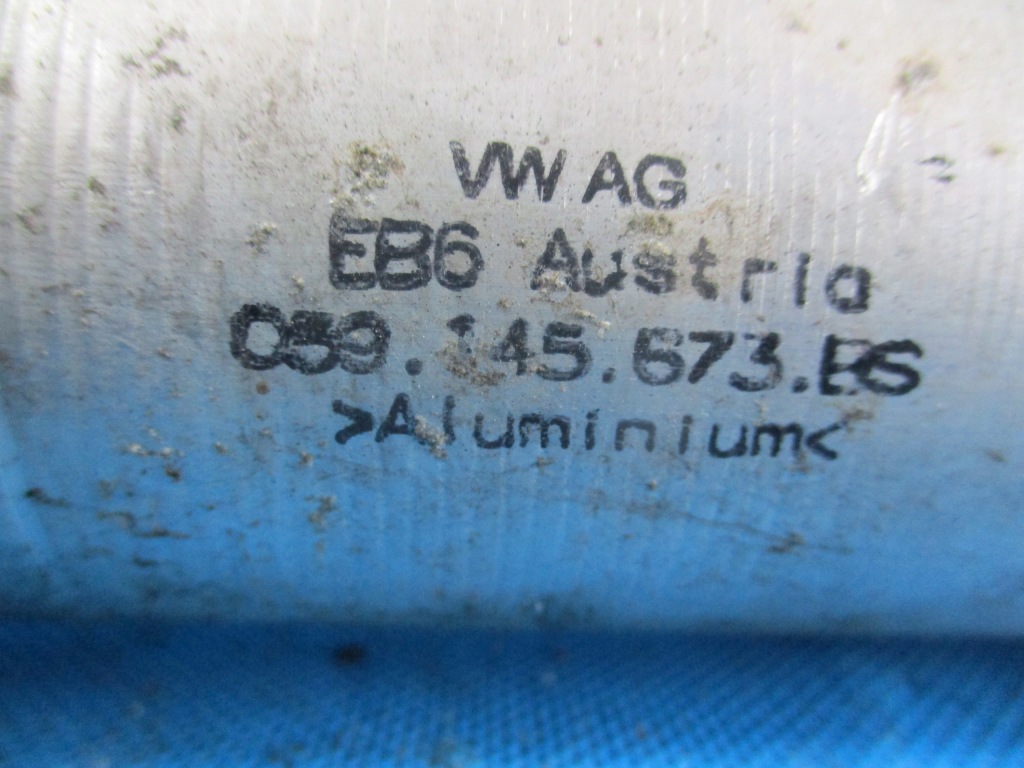 VW AG
EB6 Austria
059.145.673.BS
>Aluminium<